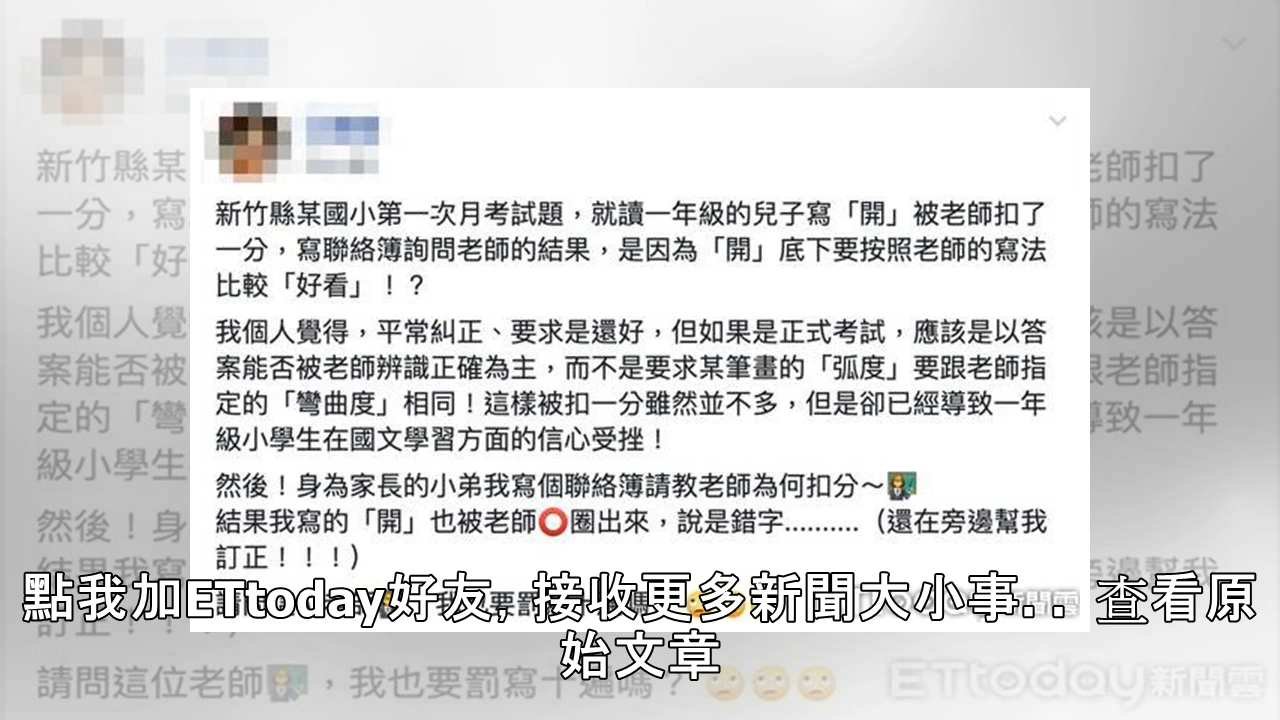 新竹縣某國小第一次月考試題，就讀一年級的兒子寫「開」被老師扣了
一分，寫聯絡簿詢問老師的結果，是因為「開」底下要按照老師的寫法
比較「好看」！？
我個人覺得，平常糾正、要求是還好，但如果是正式考試，應該是以答
案能否被老師辨識正確為主，而不是要求某筆畫的「弧度」要跟老師指
定的「彎曲度」相同！這樣被扣一分雖然並不多，但是卻已經導致一年
級小學生在國文學習方面的信心受挫！
然後！身為家長的小弟我寫個聯絡簿請教老師為何扣分～
結果我寫的「開」也被老師⭕圈出來，說是錯字..........（還在旁邊幫我
訂正！！！）
點我加ETtoday好友, 接收更多新聞大小事.. 查看原
始文章
請問這位老師，我也要罰寫十遍嗎？
ETtoday新聞雲